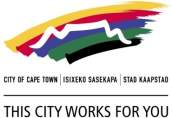 CITY OF CAPE TOWN | ISIXEKO SASEKAPA | STAD KAAPSTAD
THIS CITY WORKS FOR YOU